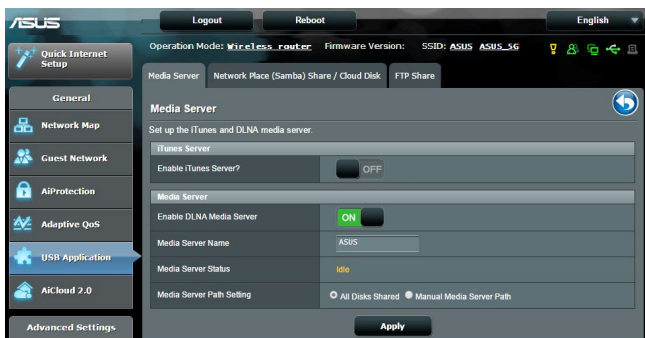 ASUS
Logout Reboot English
Quick Internet Setup
Operation Mode: Wireless router Firmware Version: SSID: ASUS ASUS_5G
Media Server Network Place (Samba) Share / Cloud Disk FTP Share
General
Network Map
Guest Network
AiProtection
Adaptive QoS
USB Application
AiCloud 2.0
Advanced Settings
Media Server
Set up the iTunes and DLNA media server.
iTunes Server
Enable iTunes Server? OFF
Media Server
Enable DLNA Media Server ON
Media Server Name ASUS
Media Server Status Idle
Media Server Path Setting All Disks Shared Manual Media Server Path
Apply